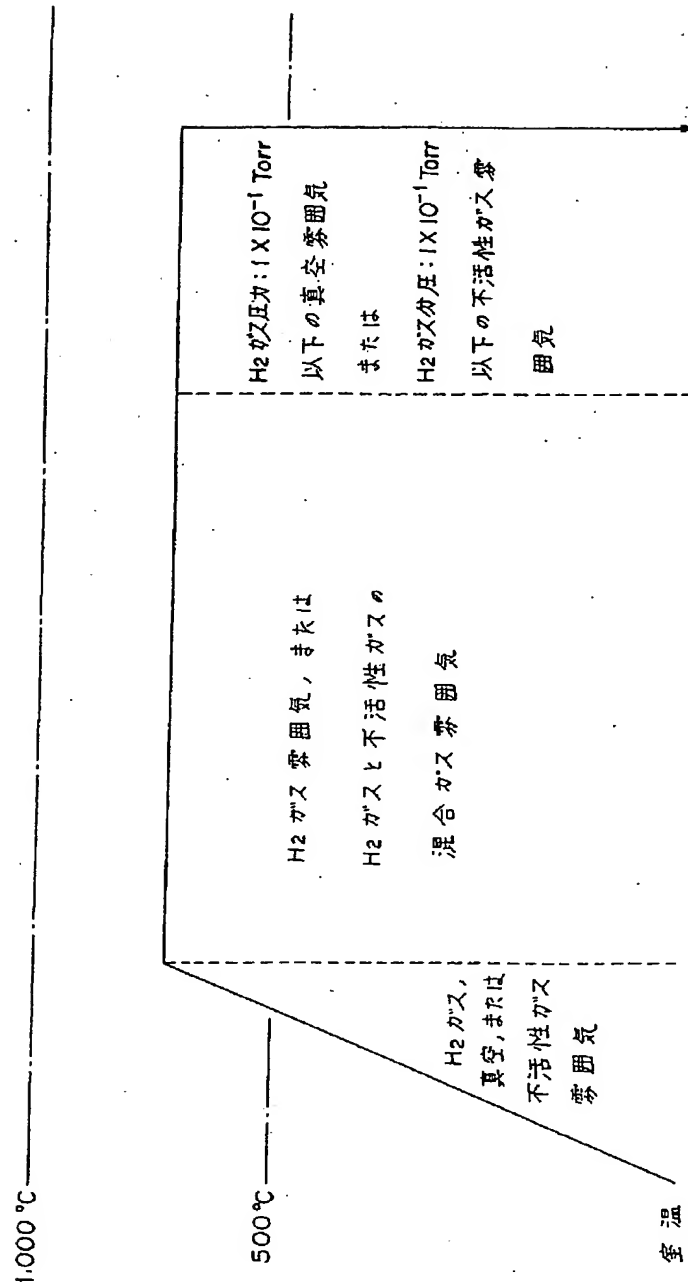 1,000℃
500℃
室温
H2ガス,
真空,または
不活性ガス
雰囲気
H2ガス雰囲気,または
H2ガスと不活性ガスの
混合ガス雰囲気
H2ガス圧力:1X10⁻¹ Torr
以下の真空雰囲気
または
H2ガス分圧:1X10⁻¹ Torr
以下の不活性ガス雰
囲気